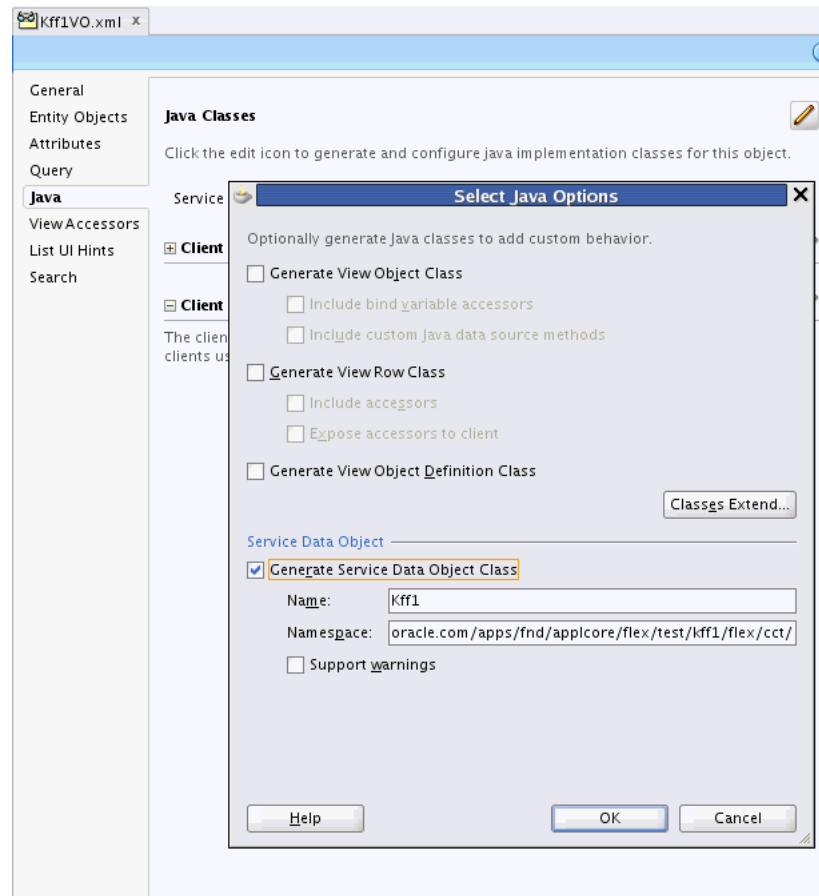 Kff1VO.xml x
General
Entity Objects
Attributes
Query
Java
View Accessors
List UI Hints
Search
Java Classes
Click the edit icon to generate and configure java implementation classes for this object.
Service
Client
Client
The clien
clients us
Select Java Options
Optionally generate Java classes to add custom behavior.
Generate View Object Class
Include bind variable accessors
Include custom Java data source methods
Generate View Row Class
Include accessors
Expose accessors to client
Generate View Object Definition Class
Classes Extend...
Service Data Object
Generate Service Data Object Class
Name: Kff1
Namespace: oracle.com/apps/fnd/applcore/flex/test/kff1/flex/cct/
Support warnings
Help OK Cancel